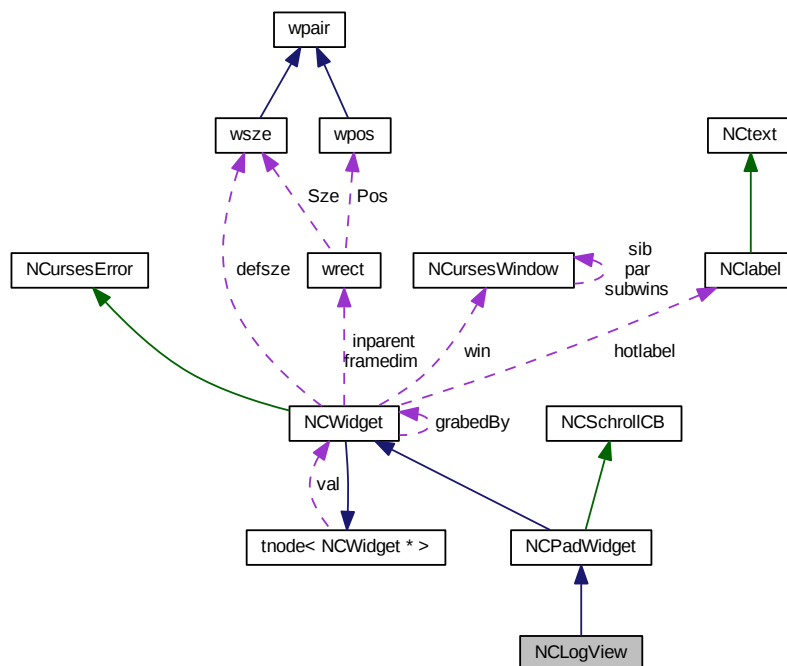 wpair
wsze
wpos
NCtext
Sze
Pos
NCursesError
defsze
wrect
NCursesWindow
sib
par
subwins
NClabel
inparent
framedim
win
hotlabel
NCWidget
grabedBy
NCSchrollCB
val
tnode< NCWidget * >
NCPadWidget
NCLogView